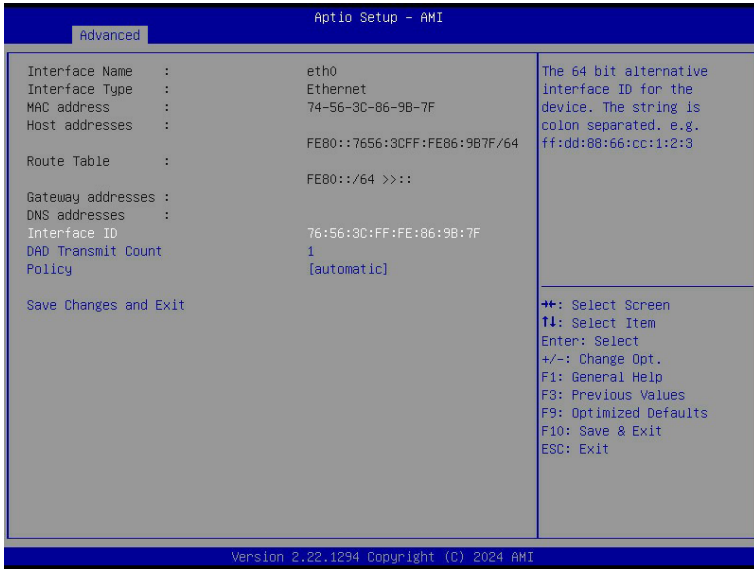 Aptio Setup - AMI
Advanced
Interface Name : eth0
Interface Type : Ethernet
MAC address : 74-56-3C-86-9B-7F
Host addresses :
FE80::7656:3CFF:FE86:9B7F/64
Route Table :
FE80::/64 >>::
Gateway addresses :
DNS addresses :
Interface ID 76:56:3C:FF:FE:86:9B:7F
DAD Transmit Count 1
Policy [automatic]
Save Changes and Exit
The 64 bit alternative
interface ID for the
device. The string is
colon separated. e.g.
ff:dd:88:66:cc:1:2:3
→←: Select Screen
↑↓: Select Item
Enter: Select
+/-: Change Opt.
F1: General Help
F3: Previous Values
F9: Optimized Defaults
F10: Save & Exit
ESC: Exit
Version 2.22.1294 Copyright (C) 2024 AMI